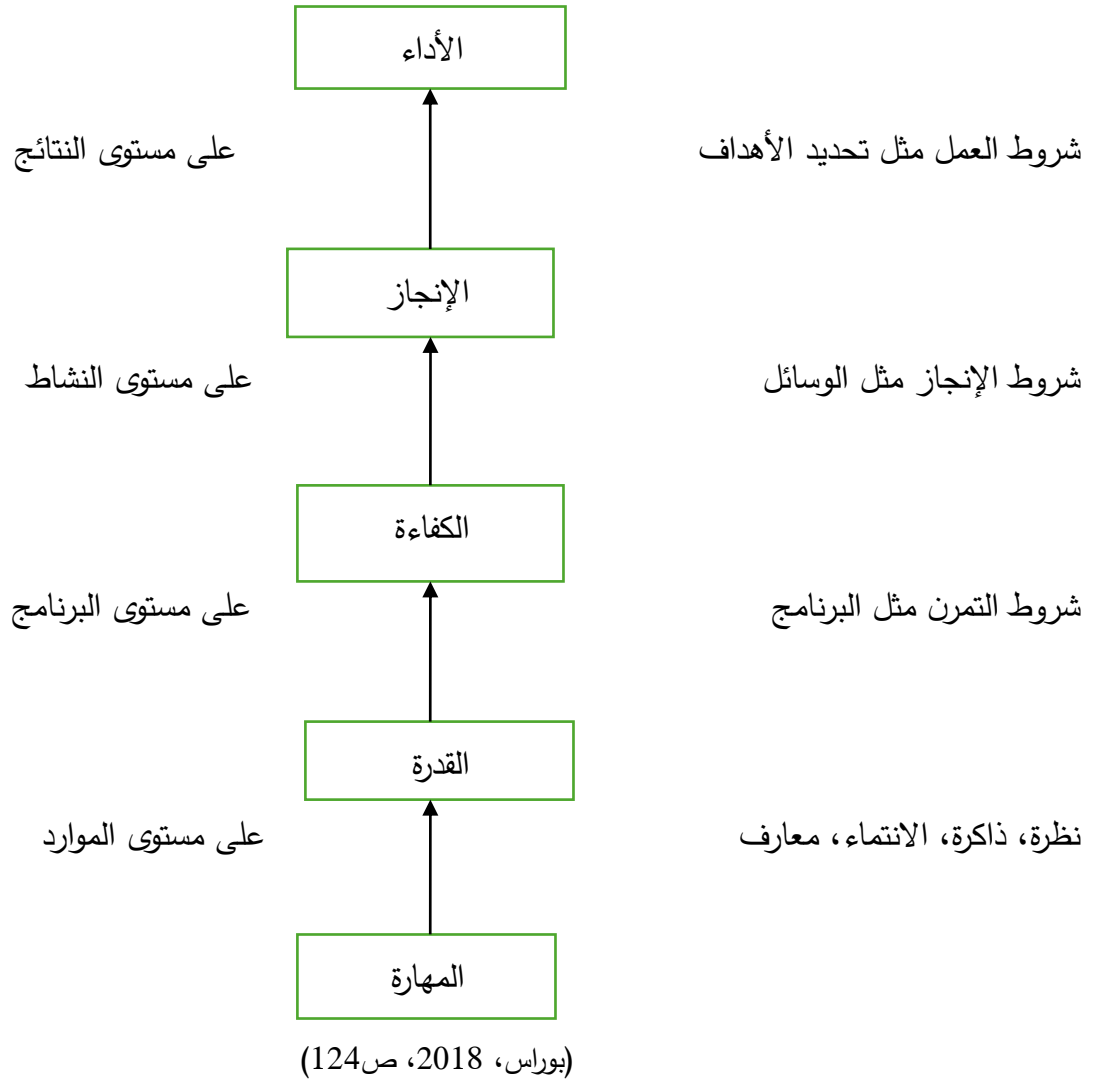 الأداء
شروط العمل مثل تحديد الأهداف
على مستوى النتائج
الإنجاز
شروط الإنجاز مثل الوسائل
على مستوى النشاط
الكفاءة
شروط التمرن مثل البرنامج
على مستوى البرنامج
القدرة
نظرة، ذاكرة، الانتماء، معارف
على مستوى الموارد
المهارة
(بوراس، 2018، ص124)